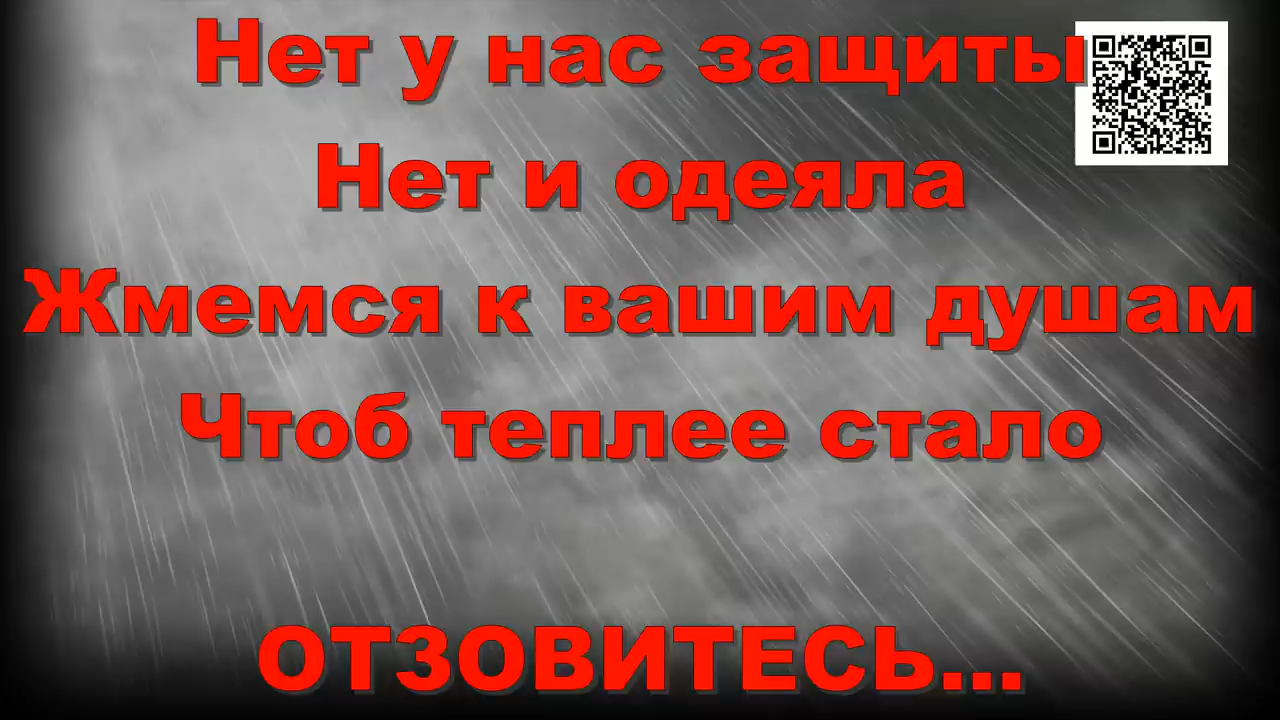 Нет у нас защиты
Нет и одеяла
Жмемся к вашим душам
Чтоб теплее стало
ОТЗОВИТЕСЬ...